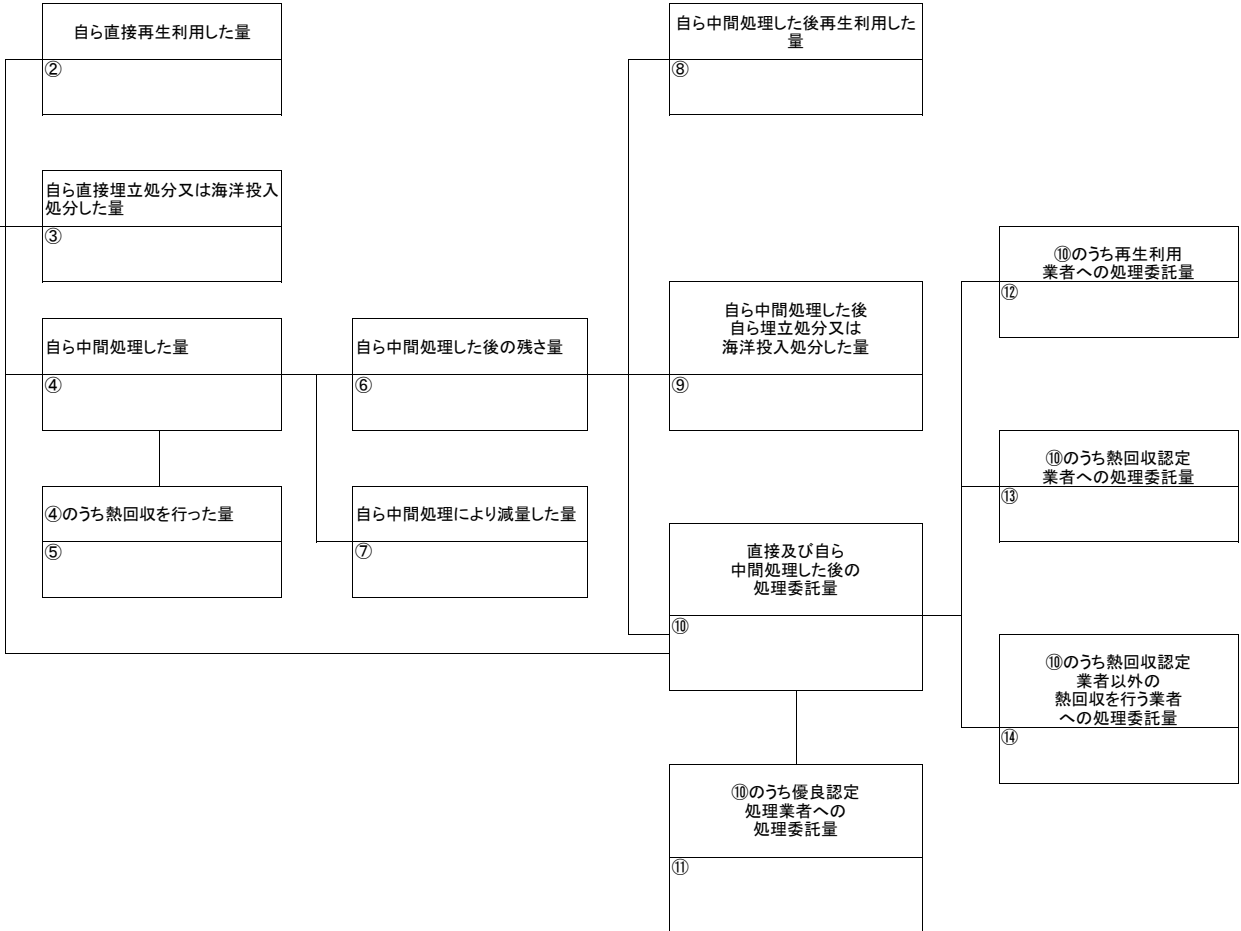 自ら直接再生利用した量
②
自ら直接埋立処分又は海洋投入
処分した量
③
自ら中間処理した量
④
④のうち熱回収を行った量
⑤
自ら中間処理した後の残さ量
⑥
自ら中間処理により減量した量
⑦
自ら中間処理した後再生利用した
量
⑧
自ら中間処理した後
自ら埋立処分又は
海洋投入処分した量
⑨
直接及び自ら
中間処理した後の
処理委託量
⑩
⑩のうち優良認定
処理業者への
処理委託量
⑪
⑩のうち再生利用
業者への処理委託量
⑫
⑩のうち熱回収認定
業者への処理委託量
⑬
⑩のうち熱回収認定
業者以外の
熱回収を行う業者
への処理委託量
⑭